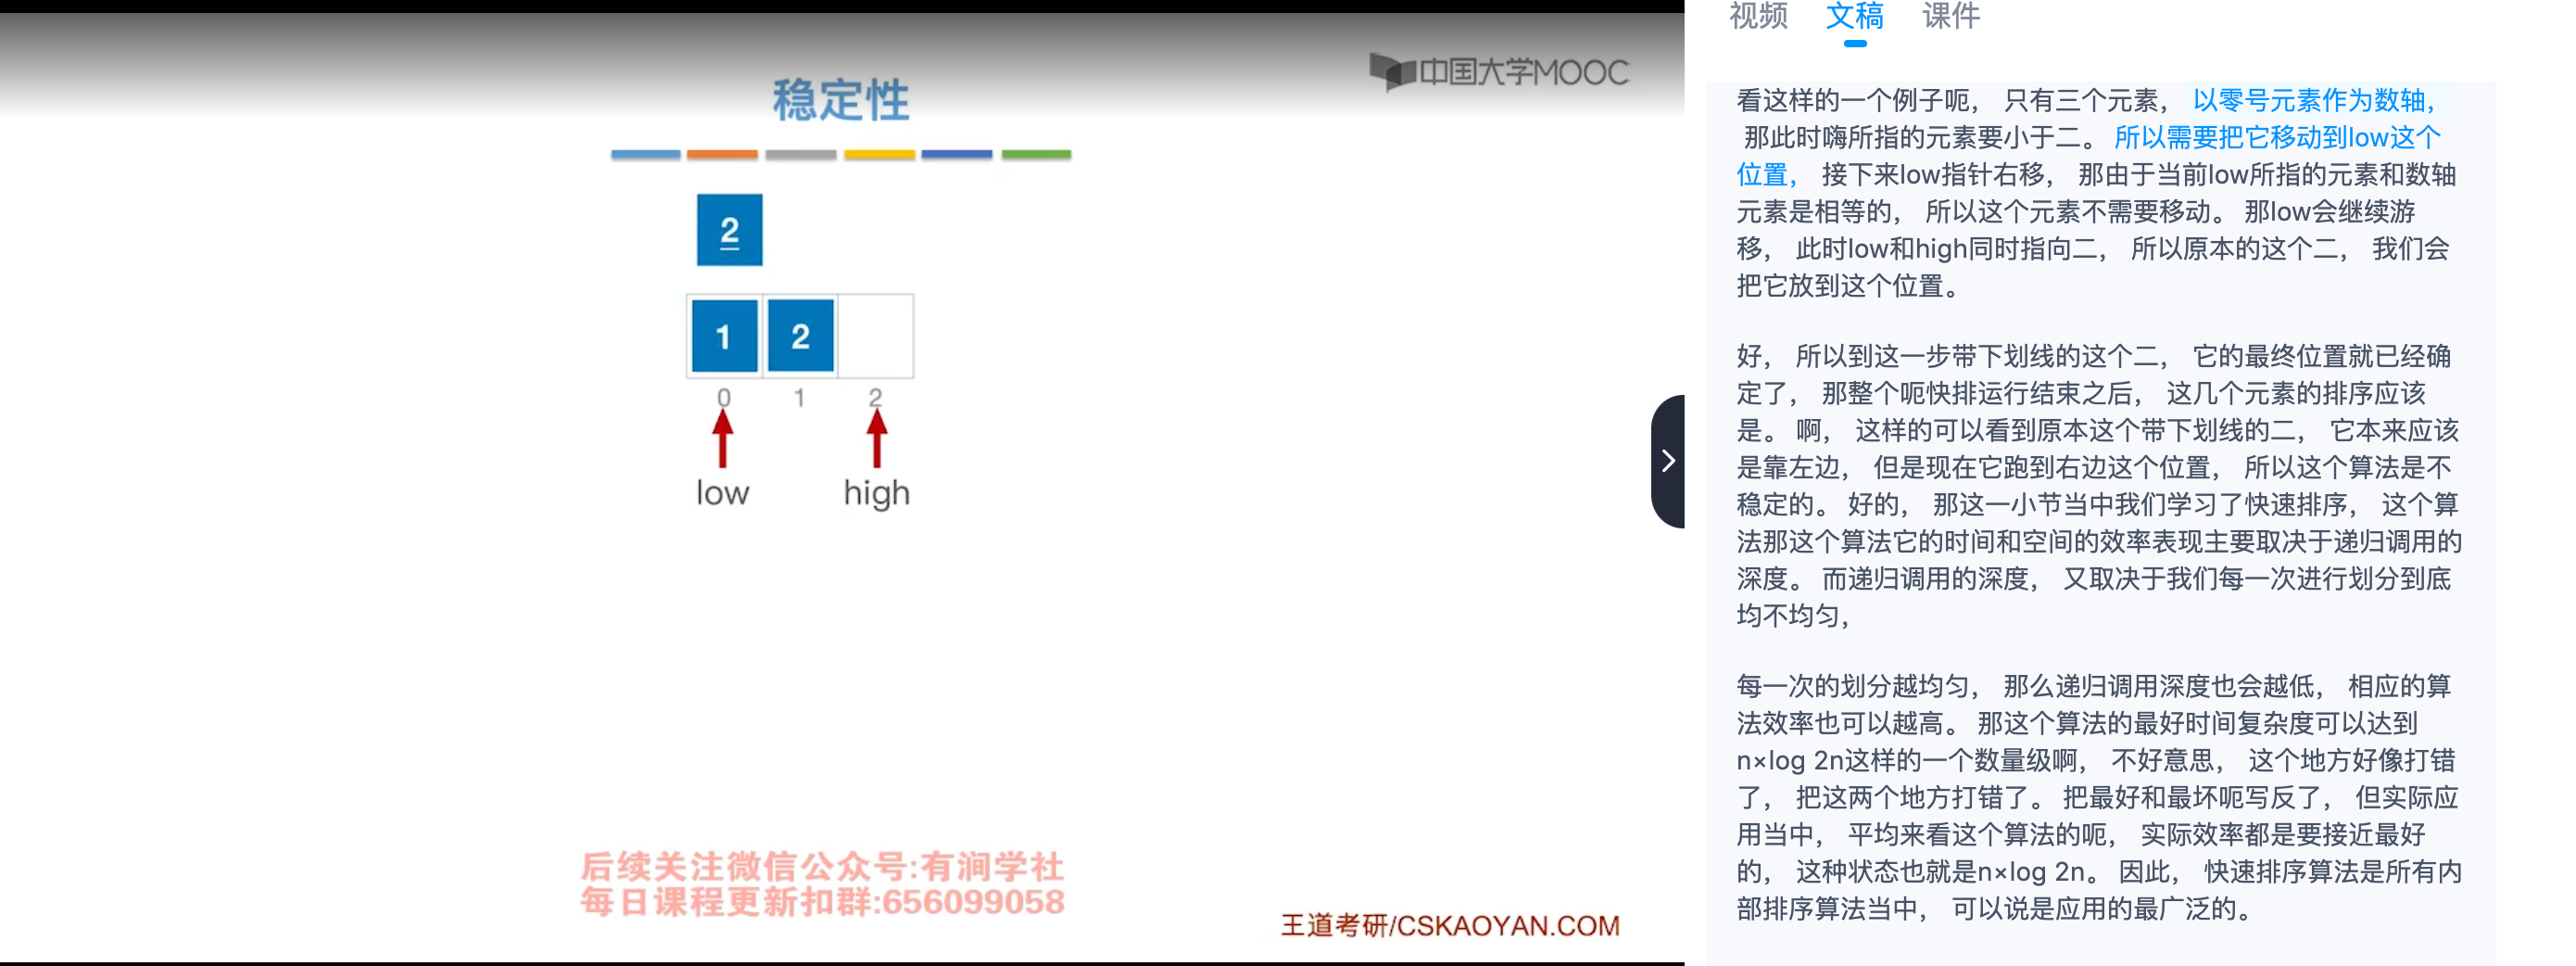 中国大学MOOC
稳定性
2
1 2
0 1 2
low high
后续关注微信公众号:有涧学社
每日课程更新扣群:656099058
王道考研/CSKAOYAN.COM
视频 文稿 课件
看这样的一个例子呃， 只有三个元素， 以零号元素作为数轴，
那此时嗨所指的元素要小于二。 所以需要把它移动到low这个
位置， 接下来low指针右移， 那由于当前low所指的元素和数轴
元素是相等的， 所以这个元素不需要移动。 那low会继续游
移， 此时low和high同时指向二， 所以原本的这个二， 我们会
把它放到这个位置。
好， 所以到这一步带下划线的这个二， 它的最终位置就已经确
定了， 那整个呃快排运行结束之后， 这几个元素的排序应该
是。 啊， 这样的可以看到原本这个带下划线的二， 它本来应该
是靠左边， 但是现在它跑到右边这个位置， 所以这个算法是不
稳定的。 好的， 那这一小节当中我们学习了快速排序， 这个算
法那这个算法它的时间和空间的效率表现主要取决于递归调用的
深度。 而递归调用的深度， 又取决于我们每一次进行划分到底
均不均匀，
每一次的划分越均匀， 那么递归调用深度也会越低， 相应的算
法效率也可以越高。 那这个算法的最好时间复杂度可以达到
n×log 2n这样的一个数量级啊， 不好意思， 这个地方好像打错
了， 把这两个地方打错了。 把最好和最坏呃写反了， 但实际应
用当中， 平均来看这个算法的呃， 实际效率都是要接近最好
的， 这种状态也就是n×log 2n。 因此， 快速排序算法是所有内
部排序算法当中， 可以说是应用的最广泛的。